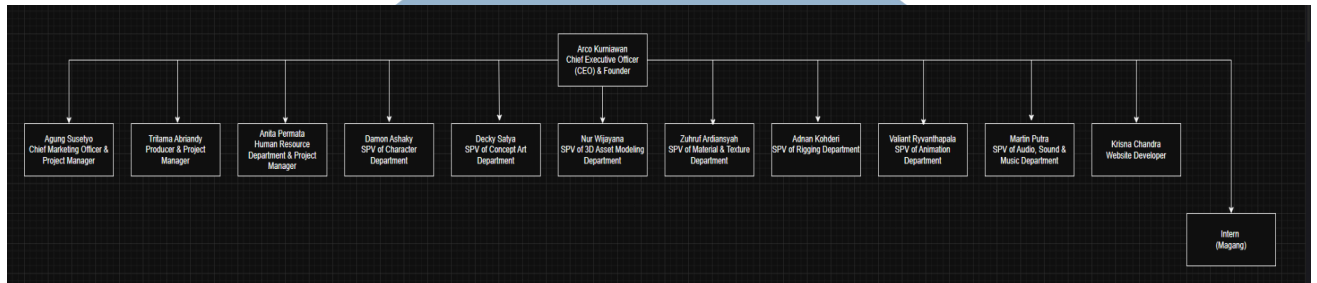 Arco Kurniawan
Chief Executive Officer
(CEO) & Founder
Agung Susetyo
Chief Marketing Officer &
Project Manager
Tritama Abriandy
Producer & Project
Manager
Anita Permata
Human Resource
Department & Project
Manager
Damon Ashaky
SPV of Character
Department
Decky Satya
SPV of Concept Art
Department
Nur Wijayana
SPV of 3D Asset Modeling
Department
Zuhruf Ardiansyah
SPV of Material & Texture
Department
Adnan Kohderi
SPV of Rigging Department
Valiant Ryvanthapala
SPV of Animation
Department
Martin Putra
SPV of Audio, Sound &
Music Department
Krisna Chandra
Website Developer
Intern
(Magang)